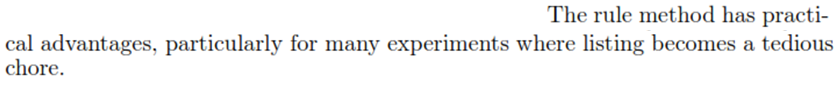 The rule method has practi-
cal advantages, particularly for many experiments where listing becomes a tedious
chore.